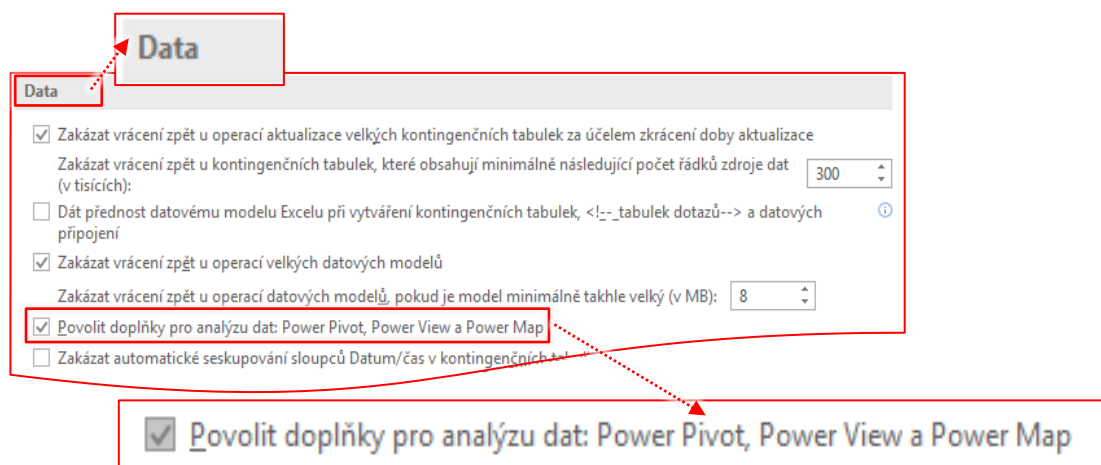 Data
Data
Zakázat vrácení zpět u operací aktualizace velkých kontingenčních tabulek za účelem zkrácení doby aktualizace
Zakázat vrácení zpět u kontingenčních tabulek, které obsahují minimálně následující počet řádků zdroje dat
(v tisících): 300
Dát přednost datovému modelu Excelu při vytváření kontingenčních tabulek, <!--_tabulek dotazů--> a datových
připojení
Zakázat vrácení zpět u operací velkých datových modelů
Zakázat vrácení zpět u operací datových modelů, pokud je model minimálně takhle velký (v MB): 8
Povolit doplňky pro analýzu dat: Power Pivot, Power View a Power Map
Zakázat automatické seskupování sloupců Datum/čas v kontingenčních
Povolit doplňky pro analýzu dat: Power Pivot, Power View a Power Map